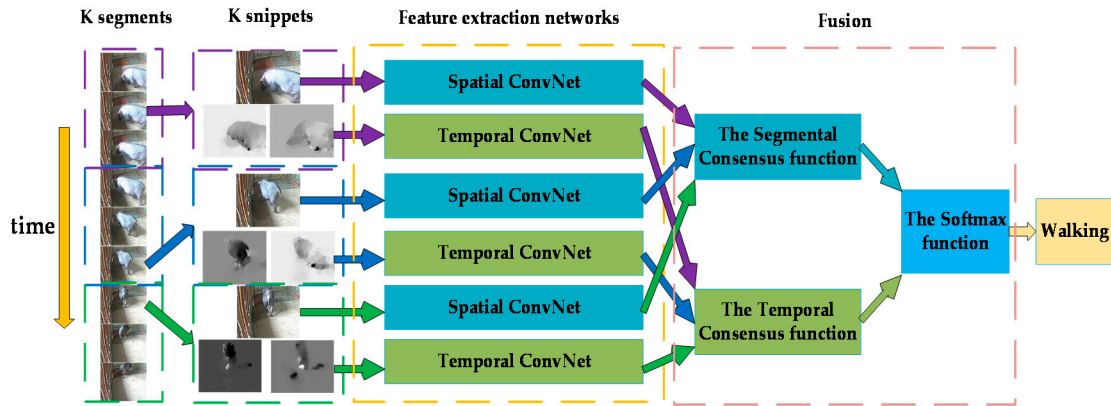 K segments
K snippets
Feature extraction networks
Fusion
time
Spatial ConvNet
Temporal ConvNet
Spatial ConvNet
Temporal ConvNet
Spatial ConvNet
Temporal ConvNet
The Segmental
Consensus function
The Temporal
Consensus function
The Softmax
function
Walking